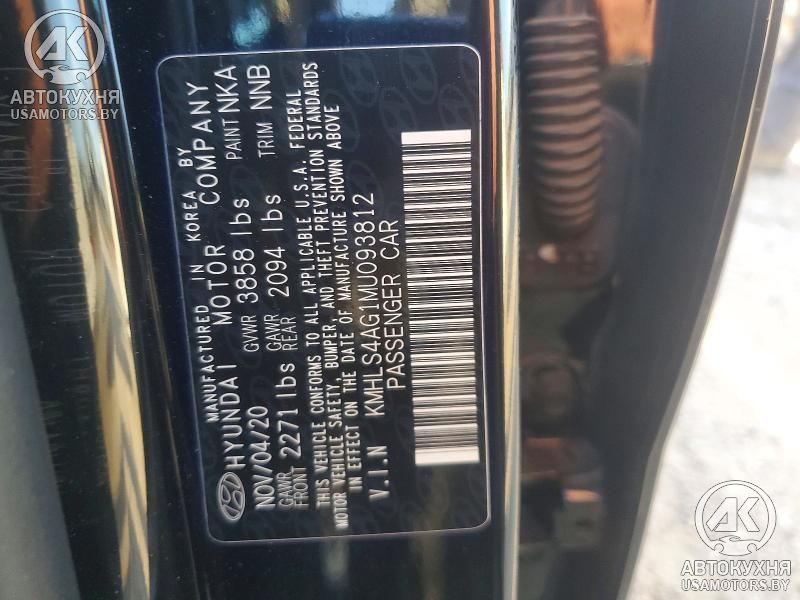 MANUFACTURED IN KOREA BY
HYUNDAI MOTOR COMPANY
NOV/04/20 GVWR 3858 lbs PAINT NKA
GAWR FRONT 2271 lbs GAWR REAR 2094 lbs TRIM NNB
THIS VEHICLE CONFORMS TO ALL APPLICABLE U.S.A. FEDERAL
MOTOR VEHICLE SAFETY, BUMPER, AND THEFT PREVENTION STANDARDS
IN EFFECT ON THE DATE OF MANUFACTURE SHOWN ABOVE
V.I.N KMHLS4AG1MU093812
PASSENGER CAR
АК
АВТОКУХНЯ
USAMOTORS.BY
АК
АВТОКУХНЯ
USAMOTORS.BY